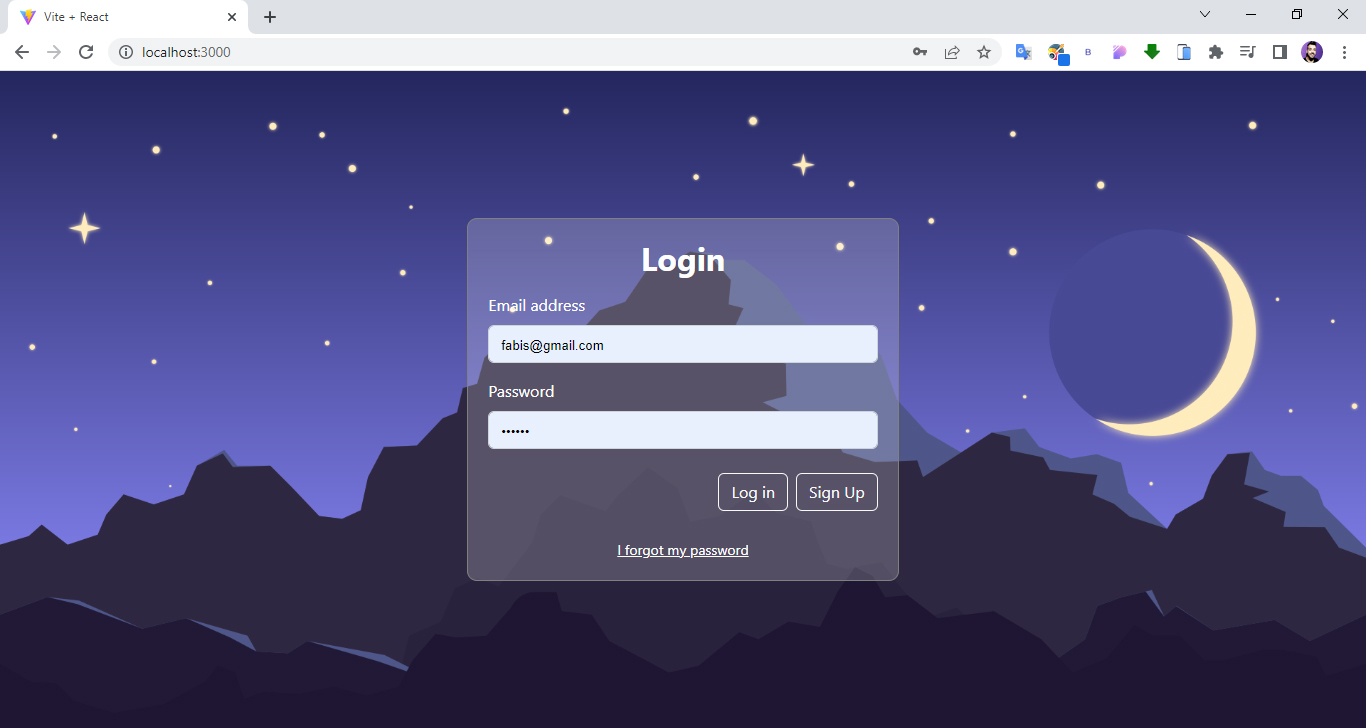 Vite + React
localhost:3000
B
Login
Email address
fabis@gmail.com
Password
••••••
Log in
Sign Up
I forgot my password